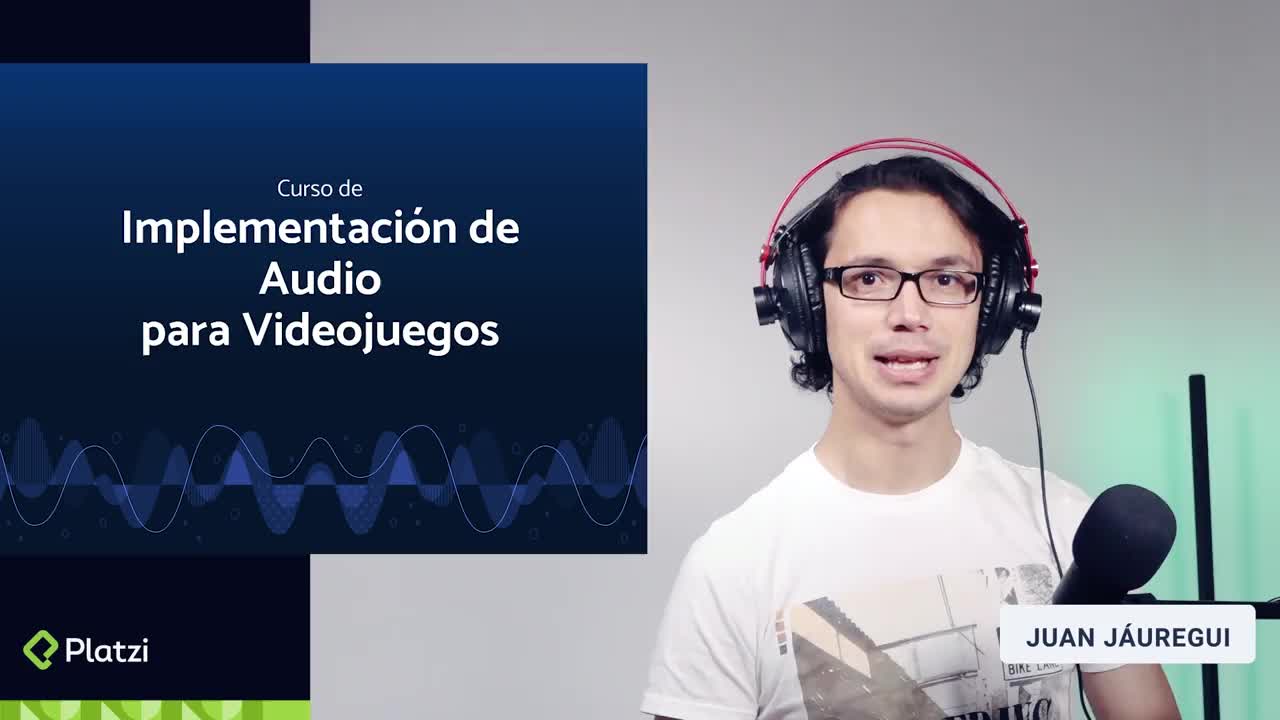 Curso de
Implementación de
Audio
para Videojuegos
Platzi
JUAN JÁUREGUI
BIKE LANE